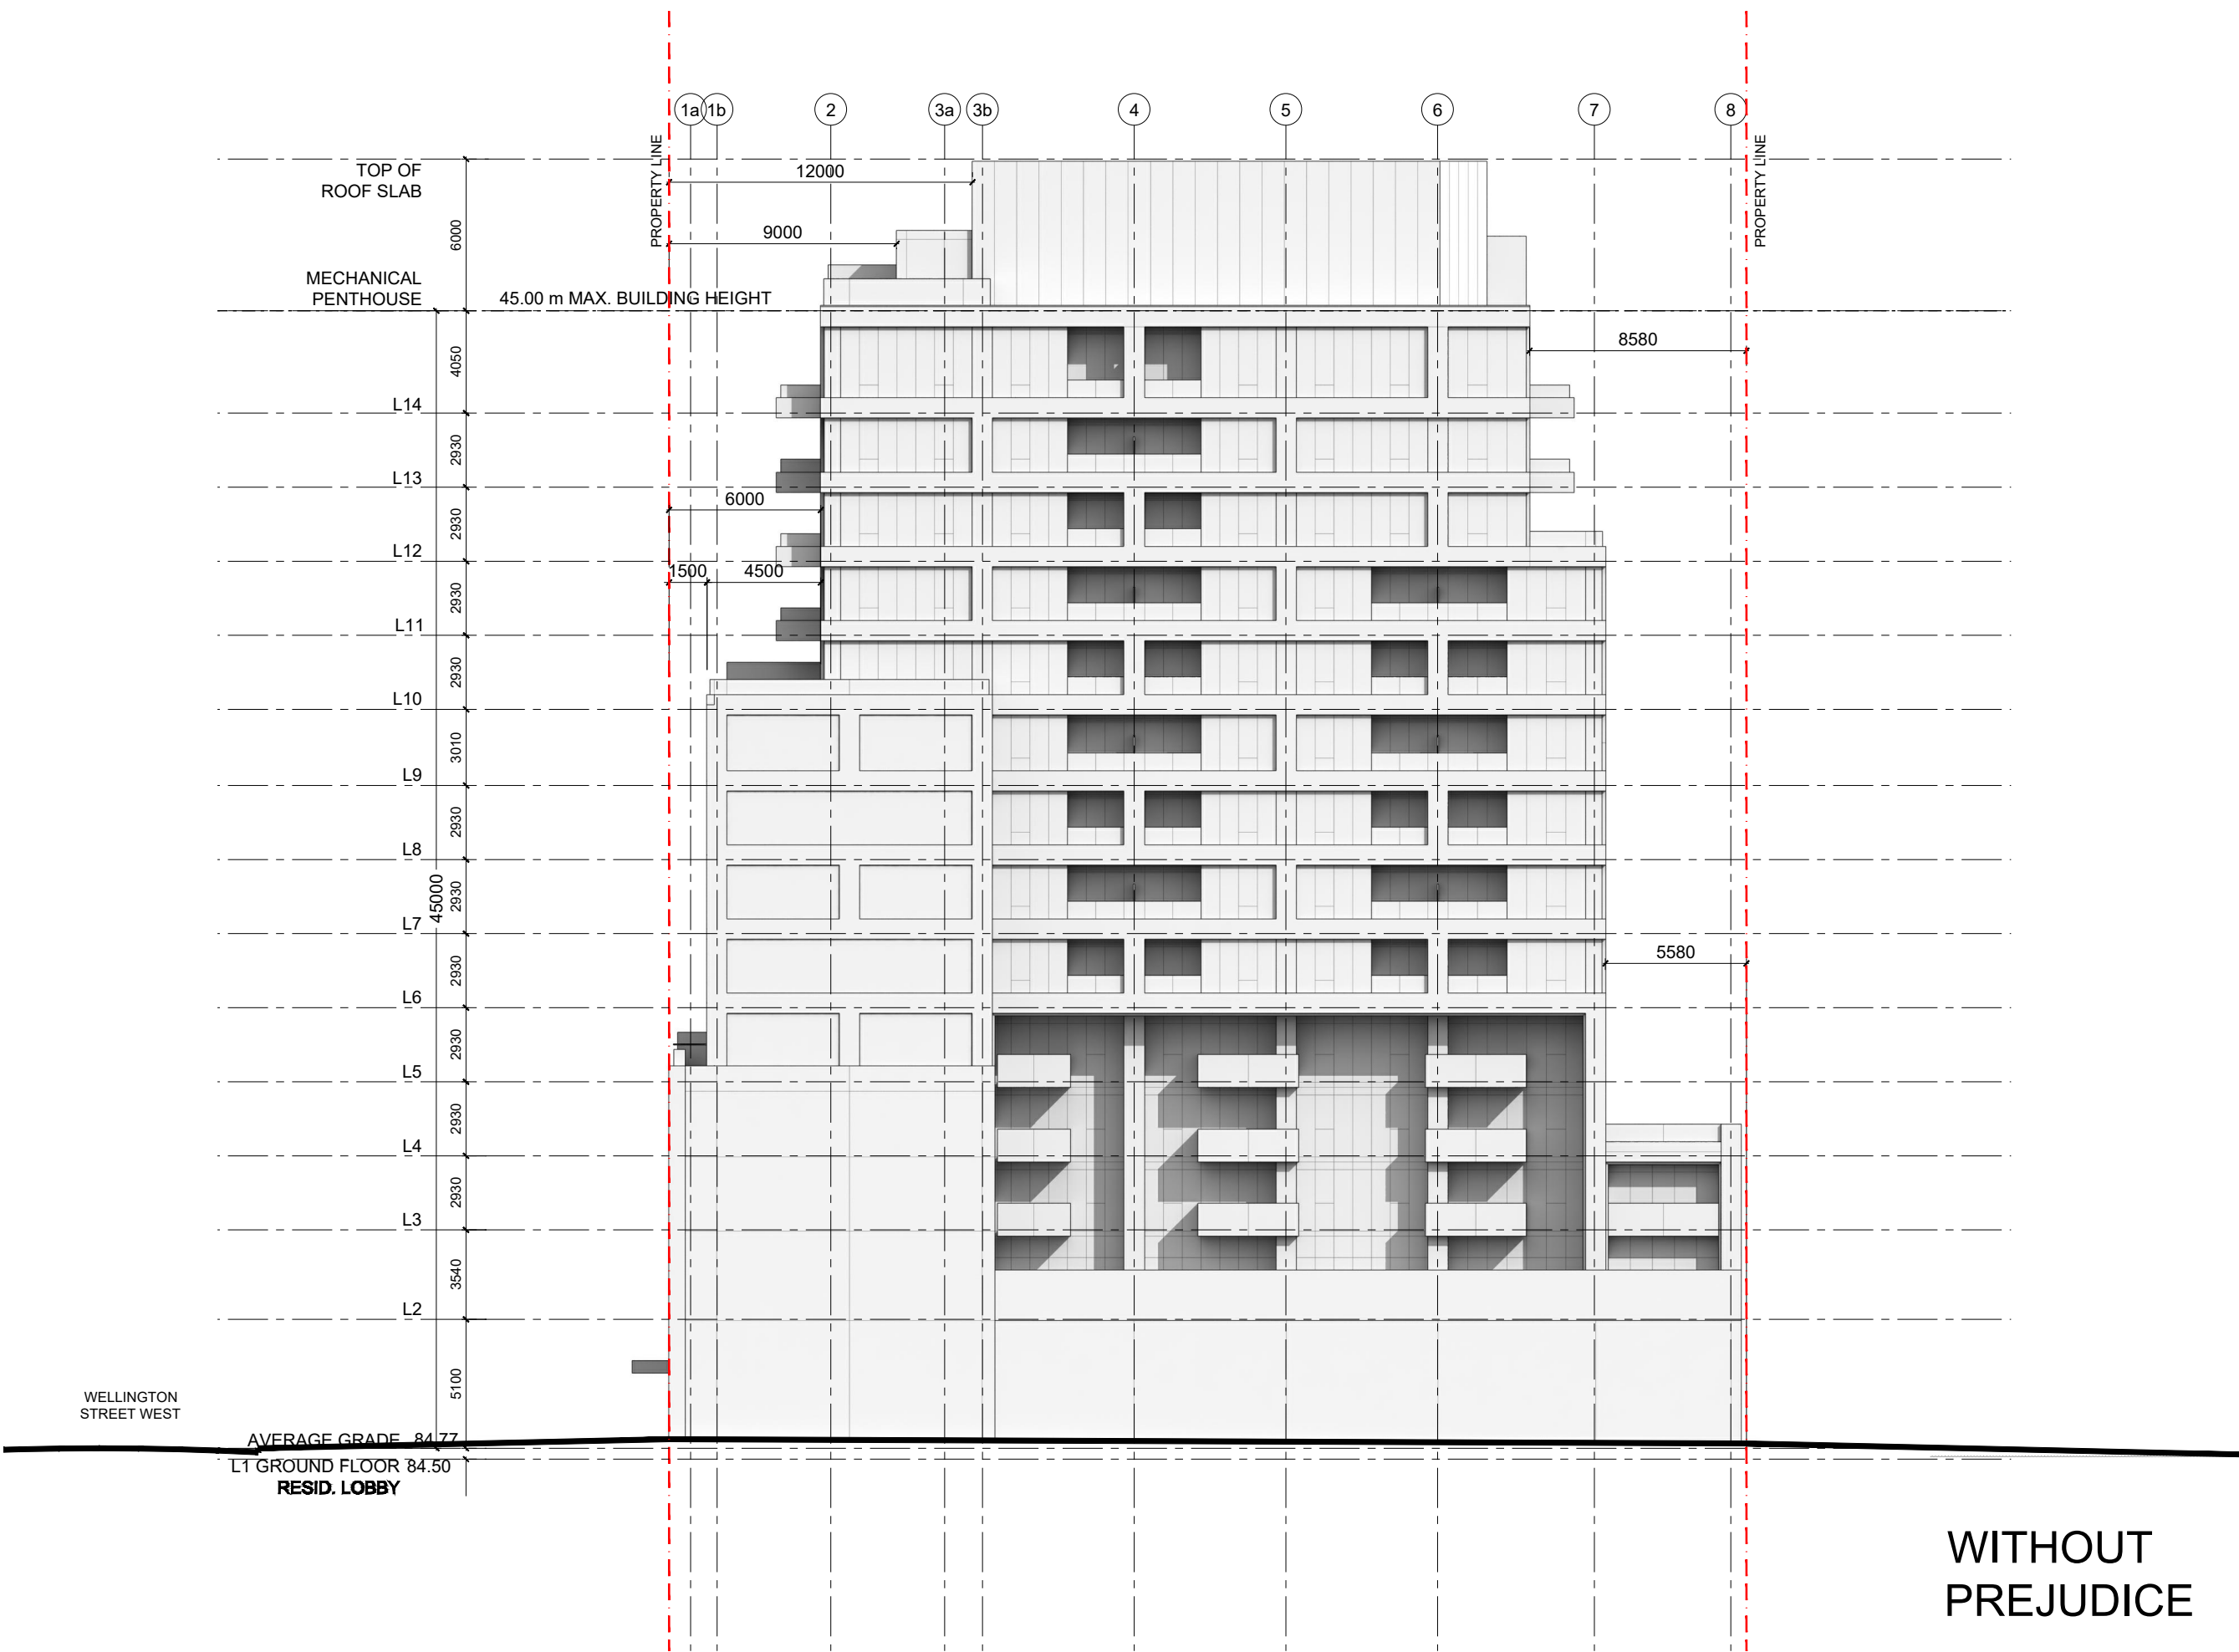 1a 1b 2 3a 3b 4 5 6 7 8
PROPERTY LINE
PROPERTY LINE
TOP OF
ROOF SLAB
12000
6000
9000
MECHANICAL
PENTHOUSE
45.00 m MAX. BUILDING HEIGHT
8580
4050
L14
2930
L13
6000
2930
L12
1500 4500
2930
L11
2930
L10
3010
L9
2930
L8
45000
2930
L7
5580
2930
L6
2930
L5
2930
L4
2930
L3
3540
L2
5100
WELLINGTON
STREET WEST
AVERAGE GRADE 84.77
L1 GROUND FLOOR 84.50
RESID. LOBBY
WITHOUT
PREJUDICE